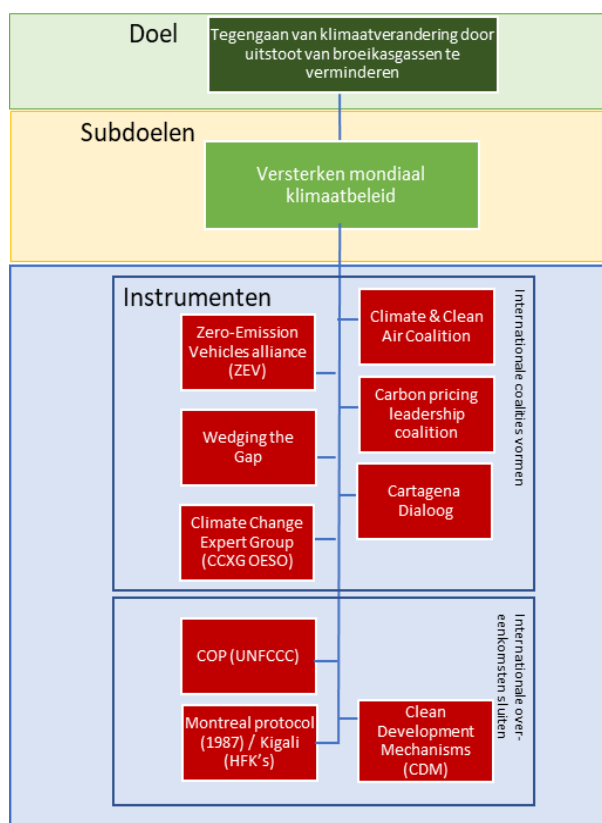 Doel
Tegengaan van klimaatverandering door
uitstoot van broeikasgassen te
verminderen
Subdoelen
Versterken mondiaal
klimaatbeleid
Instrumenten
Internationale coalities vormen
Zero-Emission
Vehicles alliance
(ZEV)
Climate & Clean
Air Coalition
Carbon pricing
leadership
coalition
Wedging the
Gap
Cartagena
Dialoog
Climate Change
Expert Group
(CCXG OESO)
Internationale over-
eenkomsten sluiten
COP (UNFCCC)
Montreal protocol
(1987) / Kigali
(HFK's)
Clean
Development
Mechanisms
(CDM)